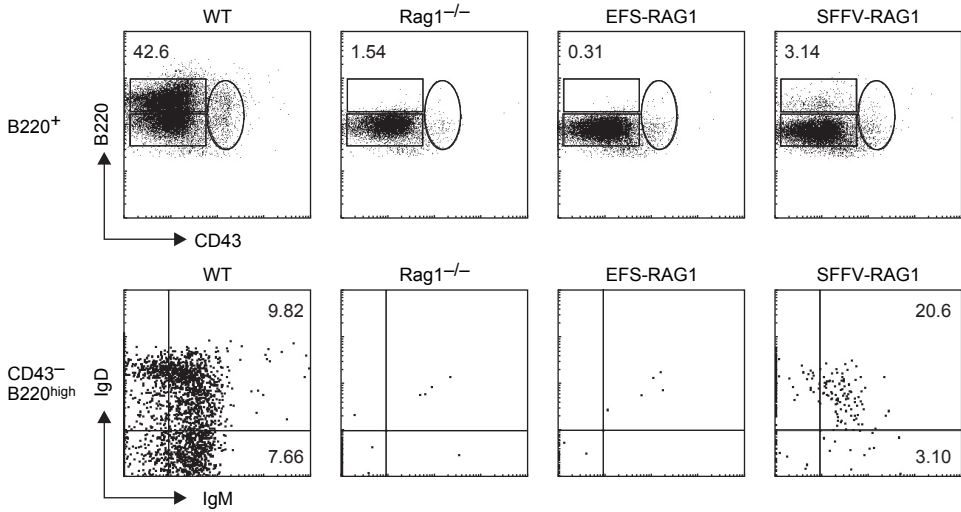 WT
Rag1–/–
EFS-RAG1
SFFV-RAG1
B220+
B220
42.6
1.54
0.31
3.14
CD43
WT
Rag1–/–
EFS-RAG1
SFFV-RAG1
CD43–
B220high
IgD
9.82
20.6
7.66
3.10
IgM